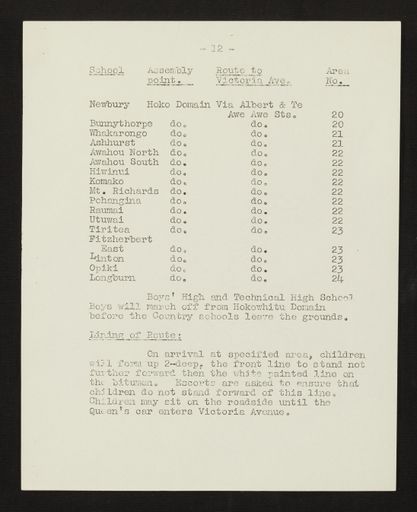 - 12 -
School Assembly Route to Area
point. Victoria Ave. No.
Newbury Hoko Domain Via Albert & Te
Awe Awe Sts. 20
Bunnythorpe do. do. 20
Whakarongo do. do. 21
Ashhurst do. do. 21
Awahou North do. do. 22
Awahou South do. do. 22
Hiwinui do. do. 22
Komako do. do. 22
Mt. Richards do. do. 22
Pohangina do. do. 22
Raumai do. do. 22
Utuwai do. do. 22
Tiritea do. do. 23
Fitzherbert
East do. do. 23
Linton do. do. 23
Opiki do. do. 23
Longburn do. do. 24
Boys' High and Technical High School
Boys will march off from Hokowhitu Domain
before the Country schools leave the grounds.
Lining of Route:
On arrival at specified area, children
will form up 2-deep, the front line to stand not
further forward then the white painted line on
the bitumen. Escorts are asked to ensure that
children do not stand forward of this line.
Children may sit on the roadside until the
Queen's car enters Victoria Avenue.